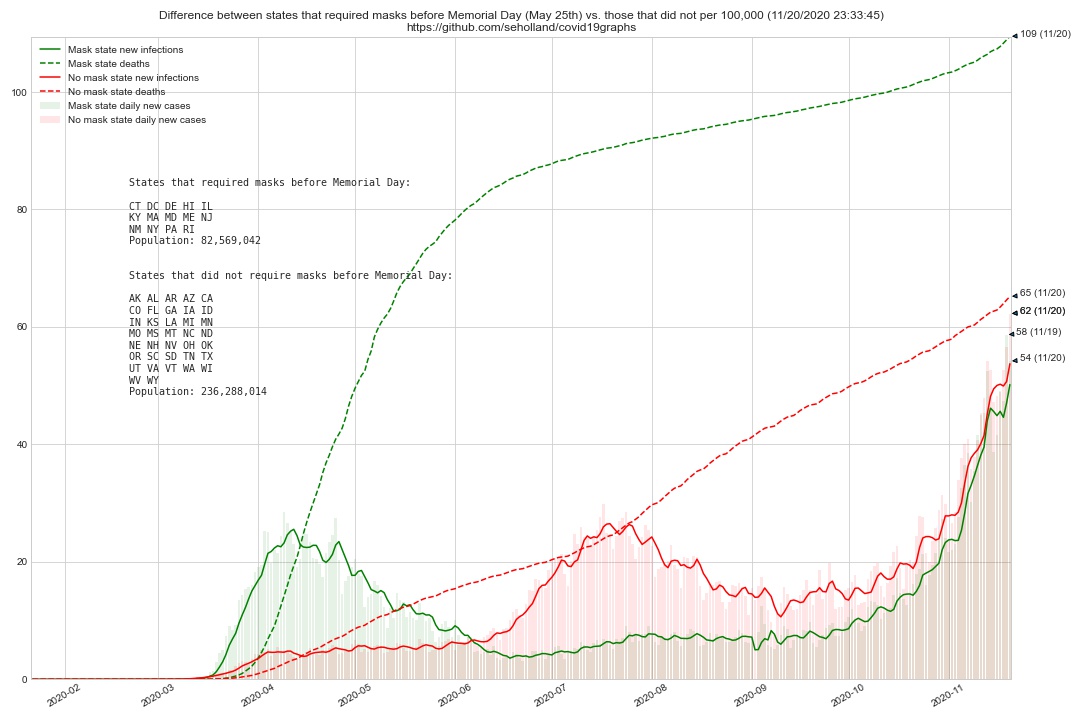 Difference between states that required masks before Memorial Day (May 25th) vs. those that did not per 100,000 (11/20/2020 23:33:45)
https://github.com/seholland/covid19graphs
Mask state new infections
Mask state deaths
No mask state new infections
No mask state deaths
Mask state daily new cases
No mask state daily new cases
States that required masks before Memorial Day:
CT DC DE HI IL
KY MA MD ME NJ
NM NY PA RI
Population: 82,569,042
States that did not require masks before Memorial Day:
AK AL AR AZ CA
CO FL GA IA ID
IN KS LA MI MN
MO MS MT NC ND
NE NH NV OH OK
OR SC SD TN TX
UT VA VT WA WI
WV WY
Population: 236,288,014
109 (11/20)
65 (11/20)
62 (11/20)
58 (11/19)
54 (11/20)
100
80
60
40
20
0
2020-02
2020-03
2020-04
2020-05
2020-06
2020-07
2020-08
2020-09
2020-10
2020-11